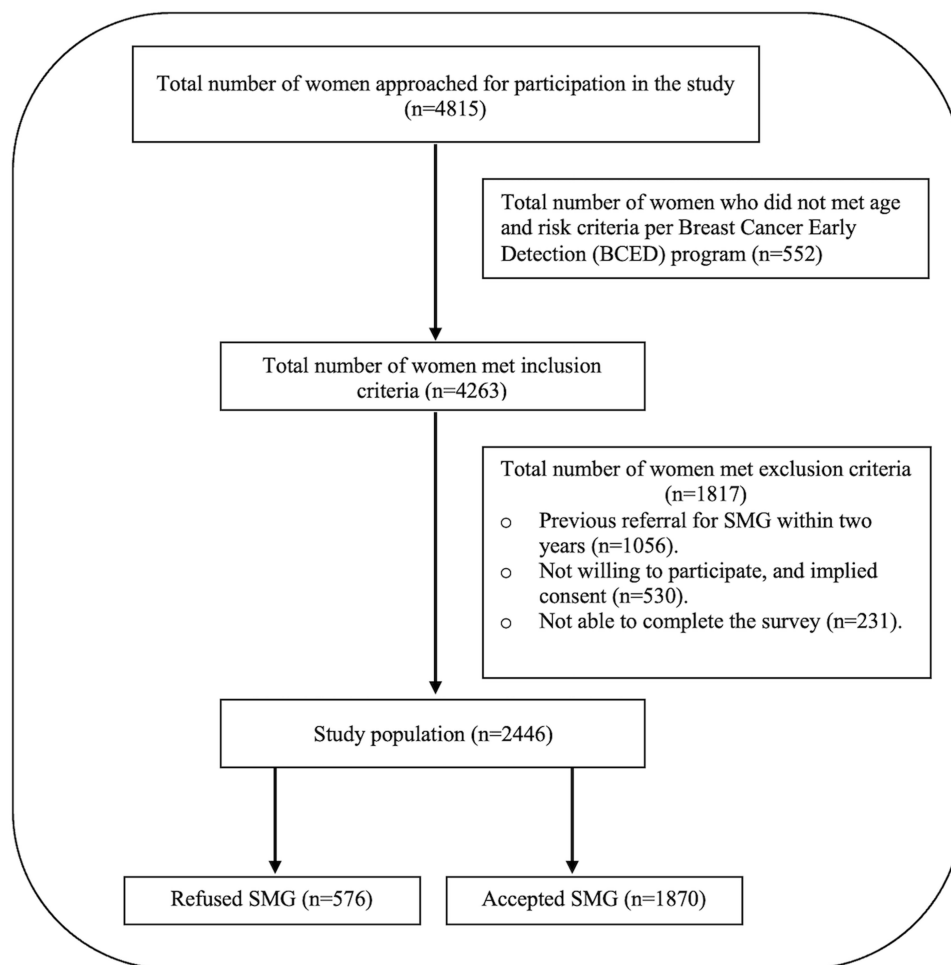 Total number of women approached for participation in the study
(n=4815)
Total number of women who did not met age
and risk criteria per Breast Cancer Early
Detection (BCED) program (n=552)
Total number of women met inclusion
criteria (n=4263)
Total number of women met exclusion criteria
(n=1817)
o Previous referral for SMG within two
years (n=1056).
o Not willing to participate, and implied
consent (n=530).
o Not able to complete the survey (n=231).
Study population (n=2446)
Refused SMG (n=576)
Accepted SMG (n=1870)